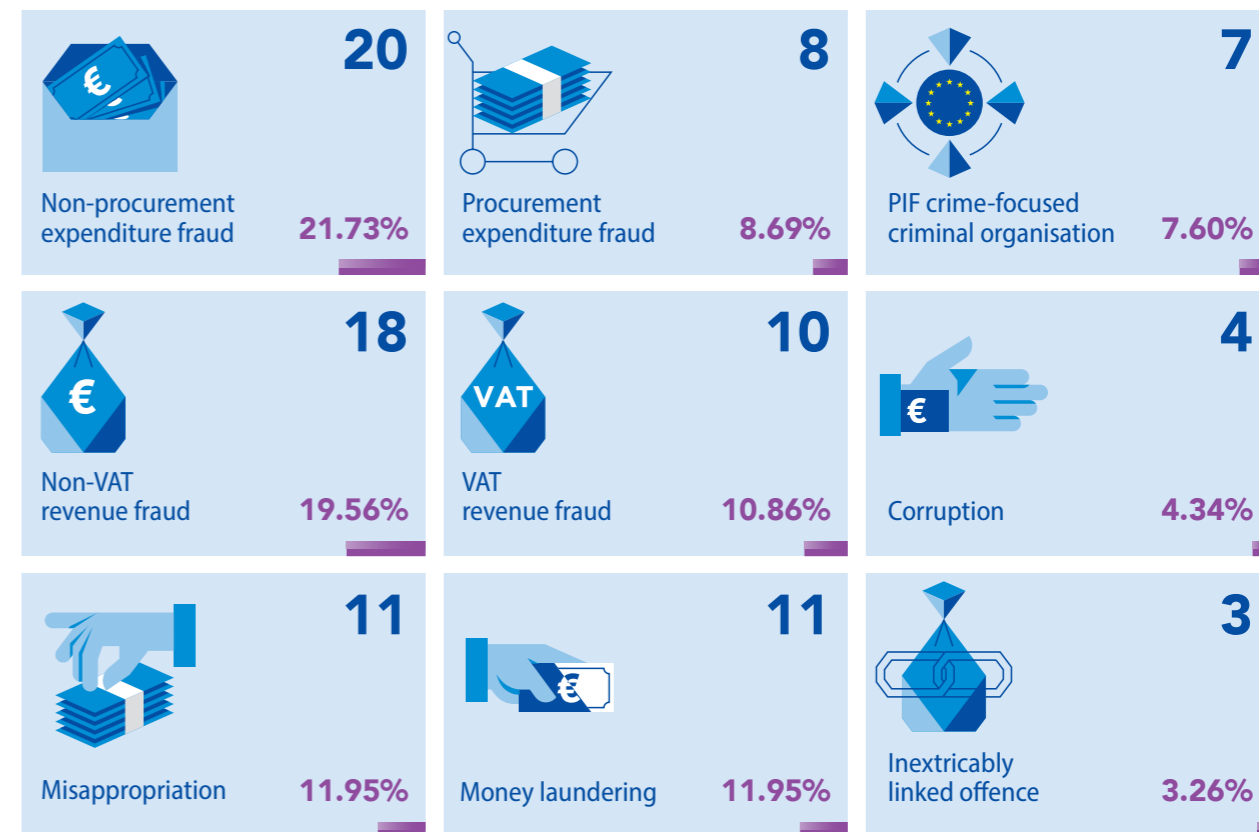 20
€
Non-procurement
expenditure fraud
21.73%
8
Procurement
expenditure fraud
8.69%
7
PIF crime-focused
criminal organisation
7.60%
18
€
Non-VAT
revenue fraud
19.56%
10
VAT
VAT
revenue fraud
10.86%
4
€
Corruption
4.34%
11
Misappropriation
11.95%
11
€
Money laundering
11.95%
3
Inextricably
linked offence
3.26%